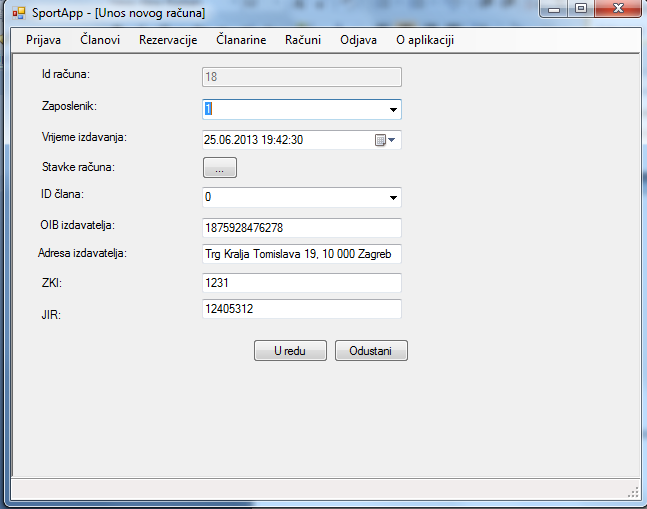 SportApp - [Unos novog računa]
Prijava Članovi Rezervacije Članarine Računi Odjava O aplikaciji
Id računa: 18
Zaposlenik: 1
Vrijeme izdavanja: 25.06.2013 19:42:30
Stavke računa: ...
ID člana: 0
OIB izdavatelja: 1875928476278
Adresa izdavatelja: Trg Kralja Tomislava 19, 10 000 Zagreb
ZKI: 1231
JIR: 12405312
U redu Odustani